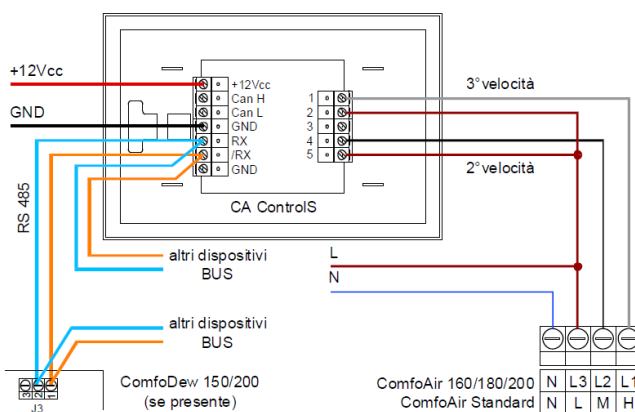 +12Vcc
GND
+12Vcc
Can H
Can L
GND
RX
/RX
GND
1
2
3
4
5
3° velocità
2° velocità
CA ControlS
RS 485
altri dispositivi
BUS
L
N
altri dispositivi
BUS
3 2 1
J3
ComfoDew 150/200
(se presente)
ComfoAir 160/180/200 N L3 L2 L1
ComfoAir Standard N L M H